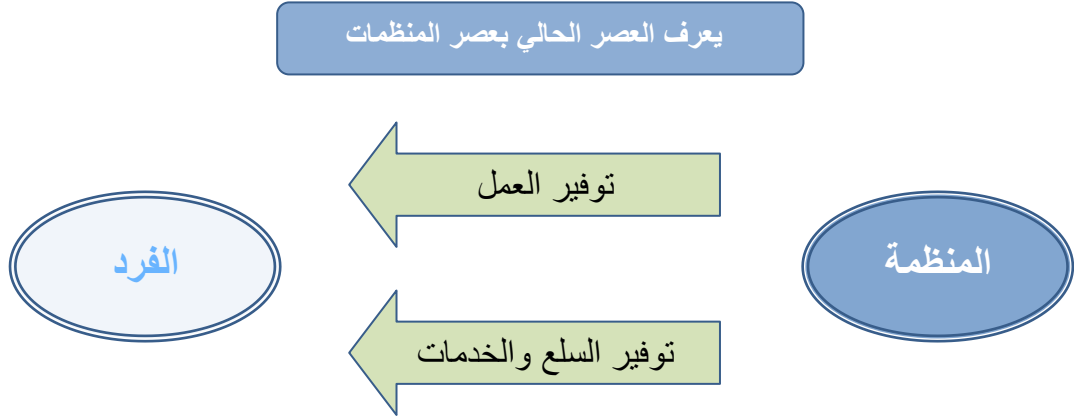 يعرف العصر الحالي بعصر المنظمات
توفير العمل
المنظمة
الفرد
توفير السلع والخدمات